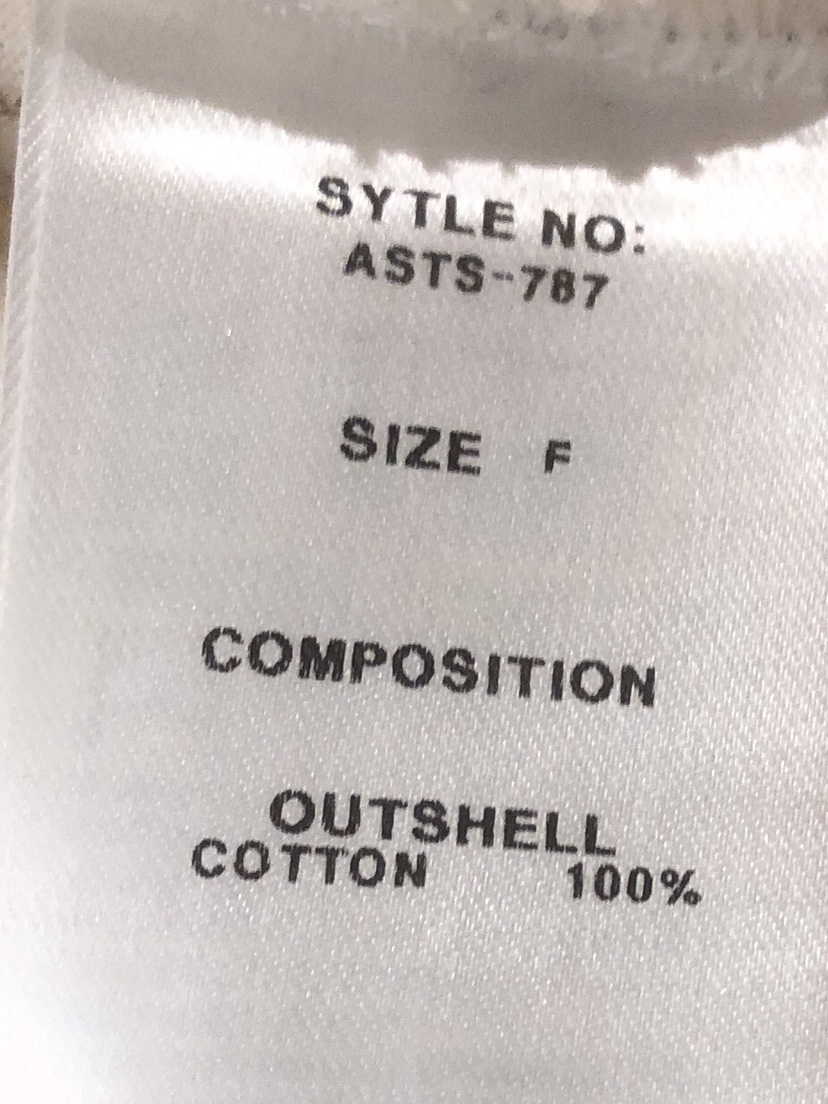 SYTLE NO:
ASTS--787
SIZE F
COMPOSITION
OUTSHELL
COTTON 100%